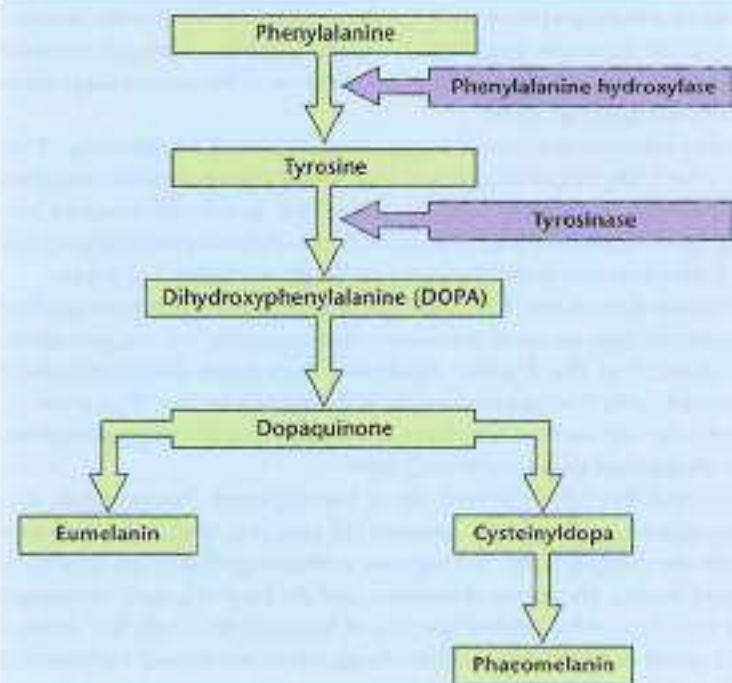 Phenylalanine
Phenylalanine hydroxylase
Tyrosine
Tyrosinase
Dihydroxyphenylalanine (DOPA)
Dopaquinone
Eumelanin
Cysteinyldopa
Phaeomelanin